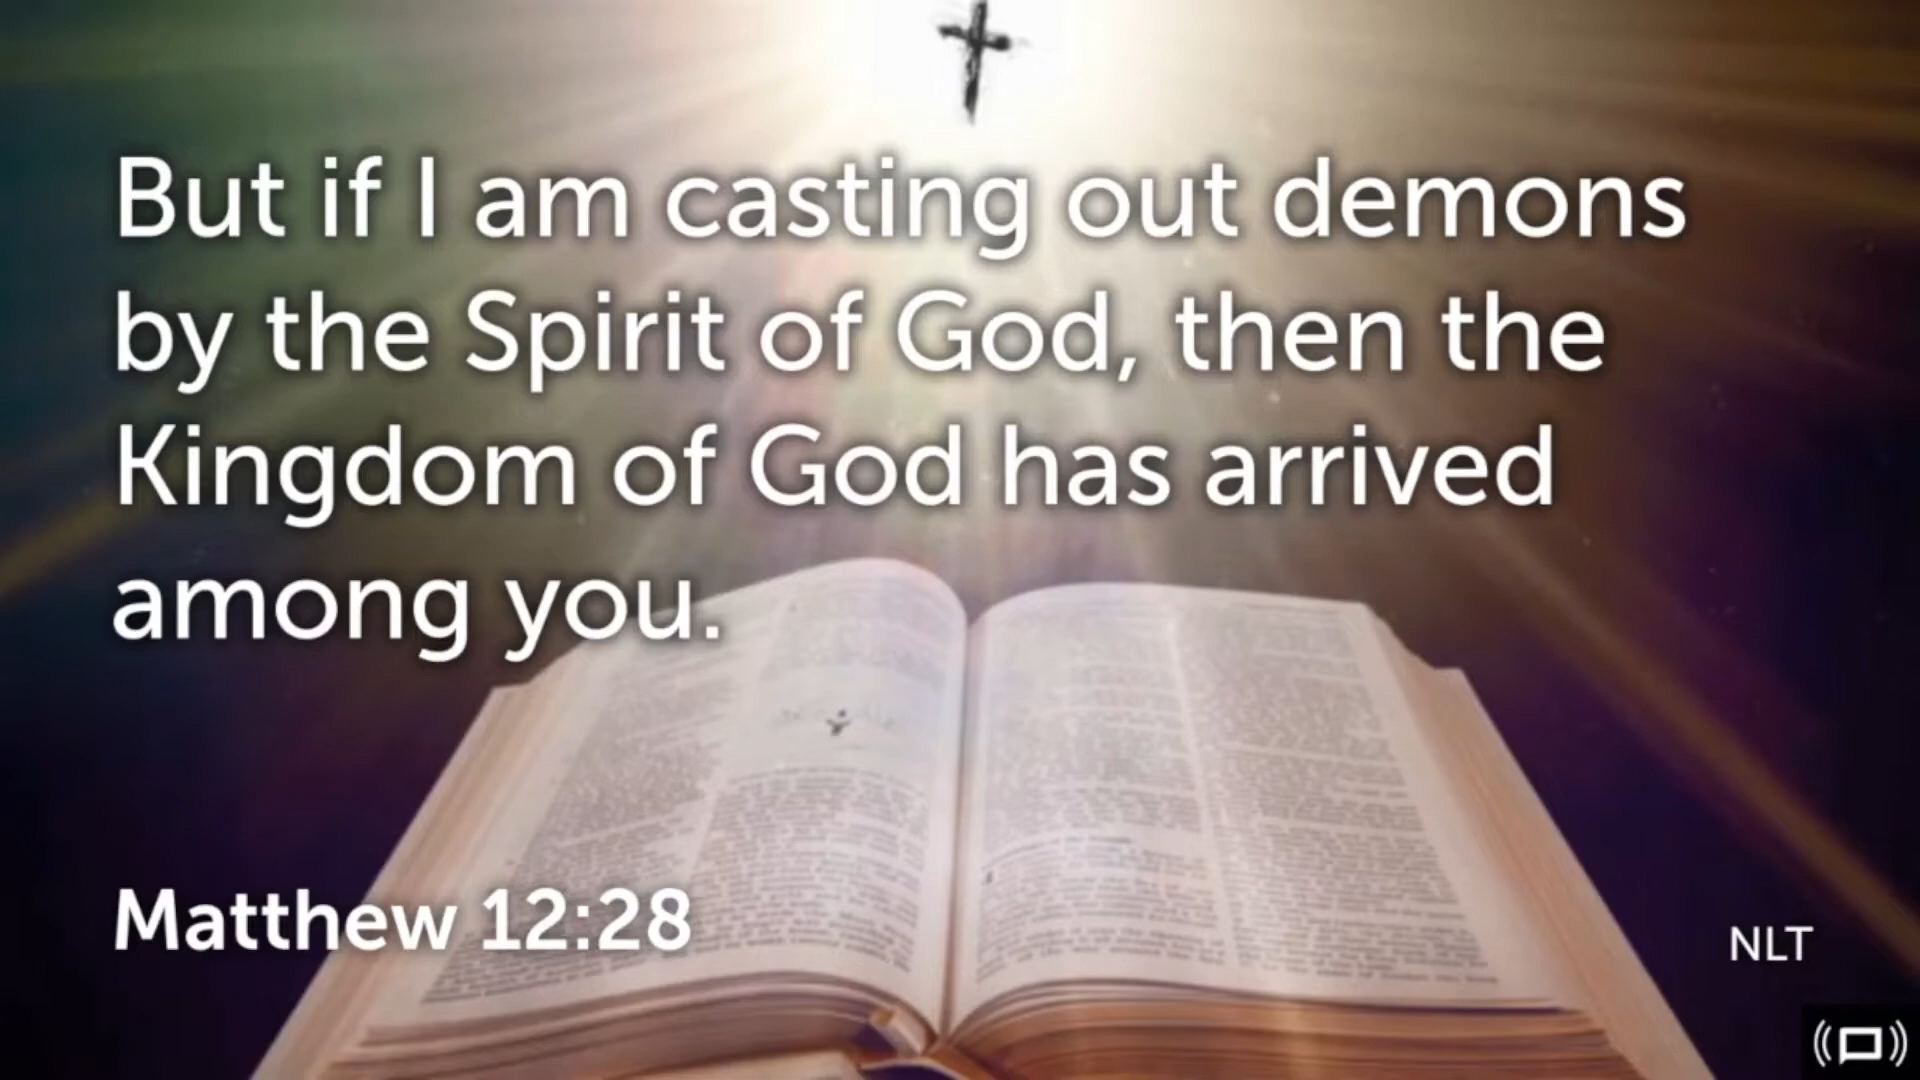 But if I am casting out demons
by the Spirit of God, then the
Kingdom of God has arrived
among you.
Matthew 12:28
NLT